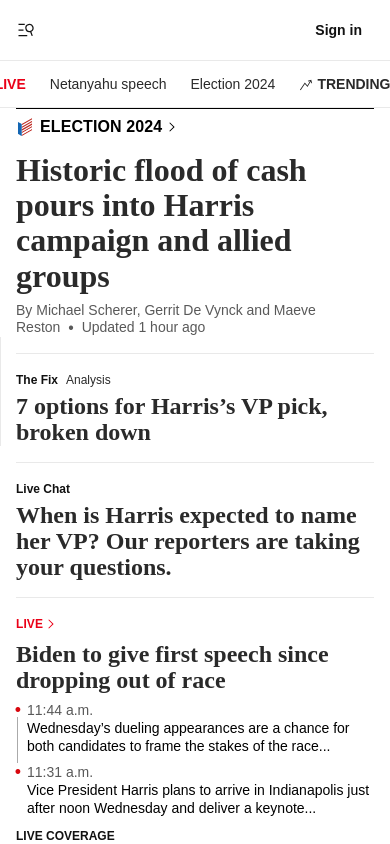 Sign in
LIVE
Netanyahu speech
Election 2024
TRENDING
ELECTION 2024
Historic flood of cash
pours into Harris
campaign and allied
groups
By Michael Scherer, Gerrit De Vynck and Maeve
Reston • Updated 1 hour ago
The Fix Analysis
7 options for Harris’s VP pick,
broken down
Live Chat
When is Harris expected to name
her VP? Our reporters are taking
your questions.
LIVE
Biden to give first speech since
dropping out of race
11:44 a.m.
Wednesday’s dueling appearances are a chance for
both candidates to frame the stakes of the race...
11:31 a.m.
Vice President Harris plans to arrive in Indianapolis just
after noon Wednesday and deliver a keynote...
LIVE COVERAGE